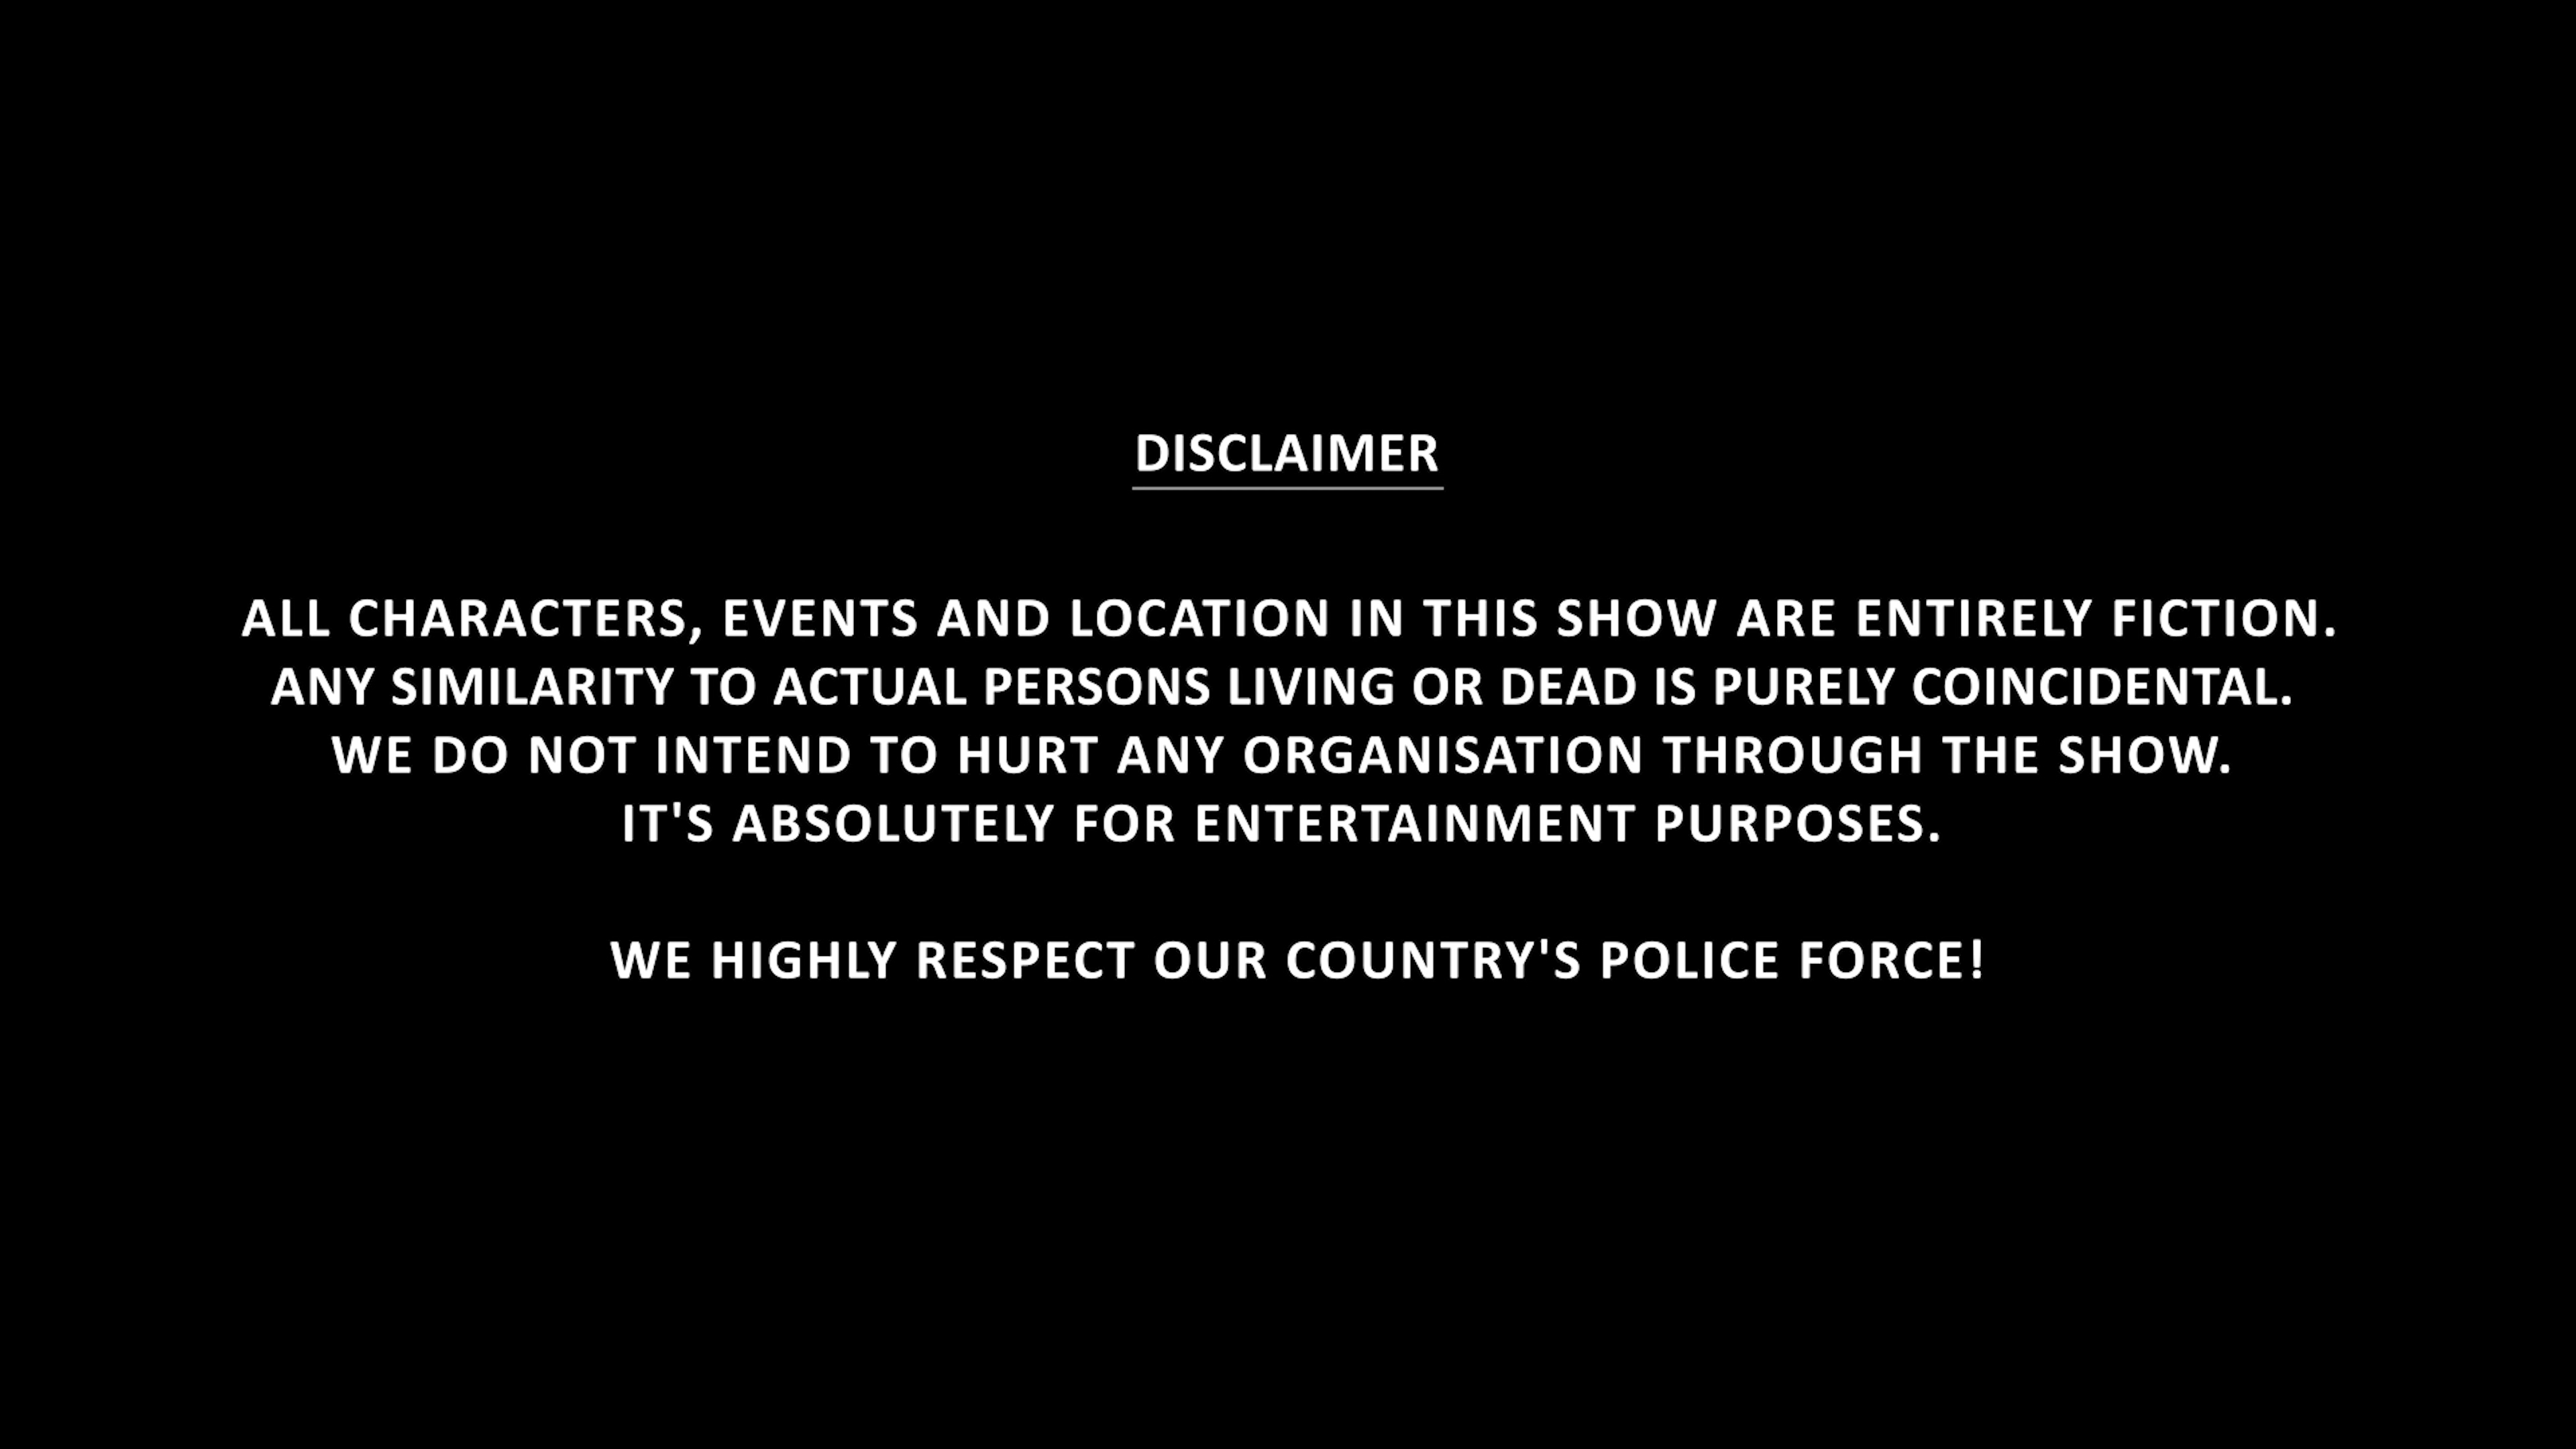 DISCLAIMER
ALL CHARACTERS, EVENTS AND LOCATION IN THIS SHOW ARE ENTIRELY FICTION.
ANY SIMILARITY TO ACTUAL PERSONS LIVING OR DEAD IS PURELY COINCIDENTAL.
WE DO NOT INTEND TO HURT ANY ORGANISATION THROUGH THE SHOW.
IT'S ABSOLUTELY FOR ENTERTAINMENT PURPOSES.
WE HIGHLY RESPECT OUR COUNTRY'S POLICE FORCE!